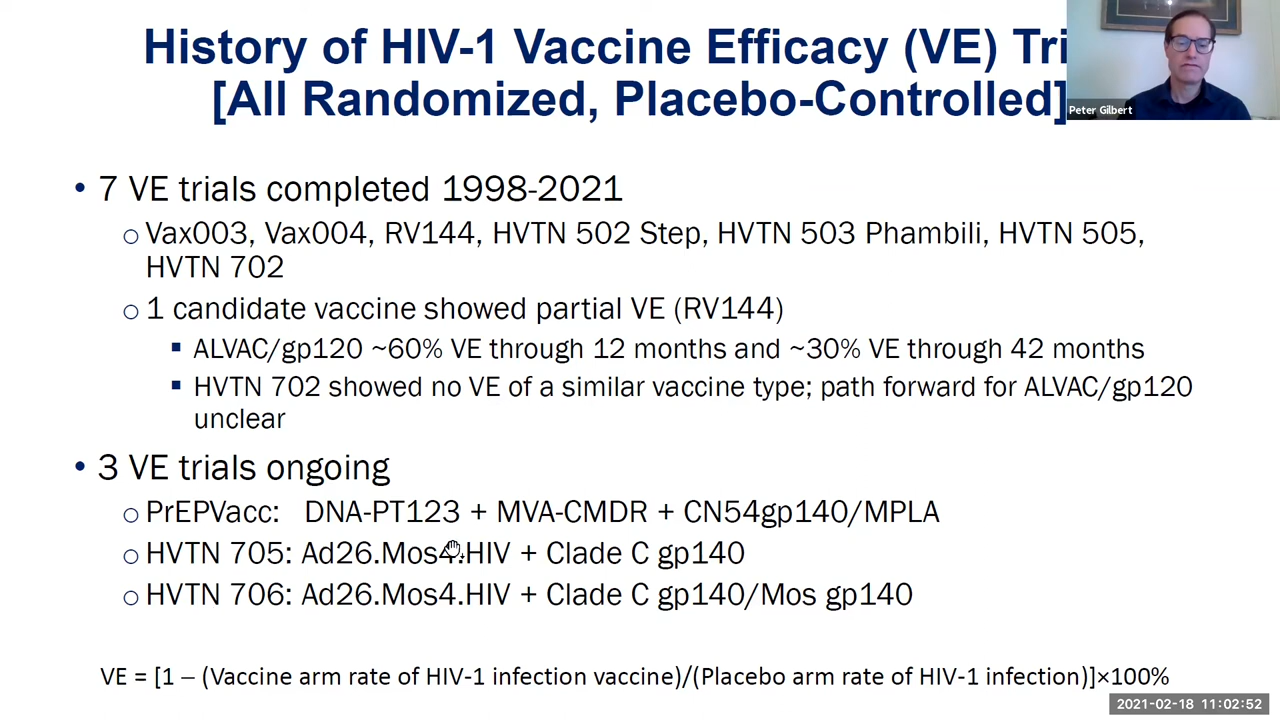 History of HIV-1 Vaccine Efficacy (VE) Tri
[All Randomized, Placebo-Controlled]
Peter Gilbert
• 7 VE trials completed 1998-2021
o Vax003, Vax004, RV144, HVTN 502 Step, HVTN 503 Phambili, HVTN 505,
HVTN 702
o 1 candidate vaccine showed partial VE (RV144)
▪ ALVAC/gp120 ~60% VE through 12 months and ~30% VE through 42 months
▪ HVTN 702 showed no VE of a similar vaccine type; path forward for ALVAC/gp120
unclear
• 3 VE trials ongoing
o PrEPVacc: DNA-PT123 + MVA-CMDR + CN54gp140/MPLA
o HVTN 705: Ad26.Mos4.HIV + Clade C gp140
o HVTN 706: Ad26.Mos4.HIV + Clade C gp140/Mos gp140
VE = [1 – (Vaccine arm rate of HIV-1 infection vaccine)/(Placebo arm rate of HIV-1 infection)]×100%
2021-02-18 11:02:52